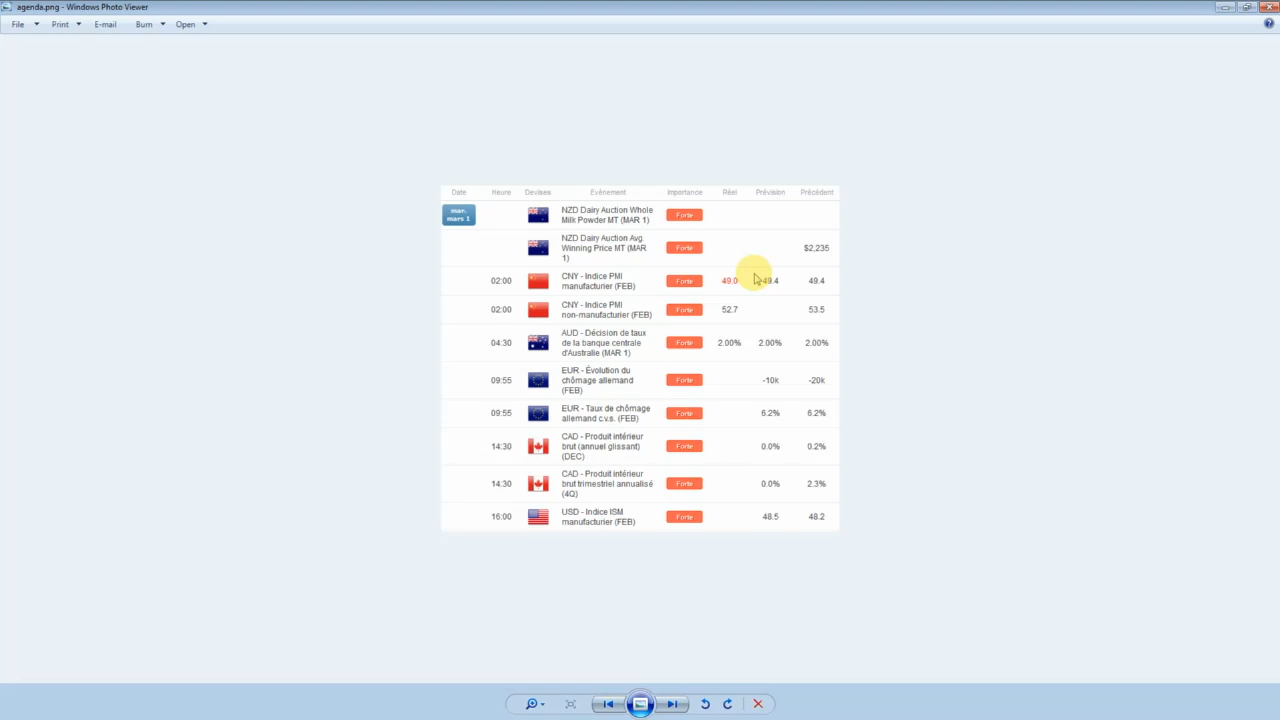 agenda.png - Windows Photo Viewer
File Print E-mail Burn Open
Date Heure Devises Evénement Importance Réel Prévision Précédent
mar.
mars 1
NZD Dairy Auction Whole
Milk Powder MT (MAR 1)
Forte
NZD Dairy Auction Avg.
Winning Price MT (MAR
1)
Forte $2,235
02:00
CNY - Indice PMI
manufacturier (FEB)
Forte 49.0 49.4 49.4
02:00
CNY - Indice PMI
non-manufacturier (FEB)
Forte 52.7 53.5
04:30
AUD - Décision de taux
de la banque centrale
d'Australie (MAR 1)
Forte 2.00% 2.00% 2.00%
09:55
EUR - Évolution du
chômage allemand
(FEB)
Forte -10k -20k
09:55
EUR - Taux de chômage
allemand c.v.s. (FEB)
Forte 6.2% 6.2%
14:30
CAD - Produit intérieur
brut (annuel glissant)
(DEC)
Forte 0.0% 0.2%
14:30
CAD - Produit intérieur
brut trimestriel annualisé
(4Q)
Forte 0.0% 2.3%
16:00
USD - Indice ISM
manufacturier (FEB)
Forte 48.5 48.2